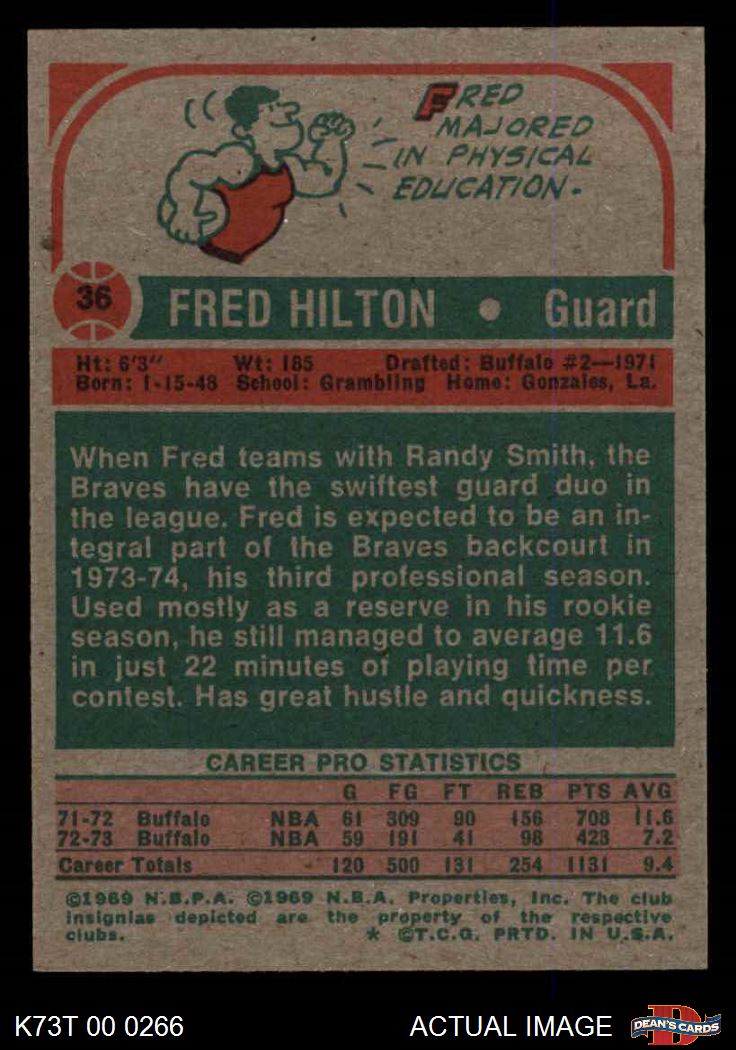 FRED
MAJORED
IN PHYSICAL
EDUCATION.
36
FRED HILTON • Guard
Ht: 6'3" Wt: 185 Drafted: Buffalo #2—1971
Born: 1-15-48 School: Grambling Home: Gonzales, La.
When Fred teams with Randy Smith, the
Braves have the swiftest guard duo in
the league. Fred is expected to be an in-
tegral part of the Braves backcourt in
1973-74, his third professional season.
Used mostly as a reserve in his rookie
season, he still managed to average 11.6
in just 22 minutes of playing time per
contest. Has great hustle and quickness.
CAREER PRO STATISTICS
G FG FT REB PTS AVG
71-72 Buffalo NBA 61 309 90 156 708 11.6
72-73 Buffalo NBA 59 191 41 98 423 7.2
Career Totals 120 500 131 254 1131 9.4
©1969 N.B.P.A. ©1969 N.B.A. Properties, Inc. The club
insignias depicted are the property of the respective
clubs. * ©T.C.G. PRTD. IN U.S.A.
K73T 00 0266 ACTUAL IMAGE
D
DEAN'S CARDS